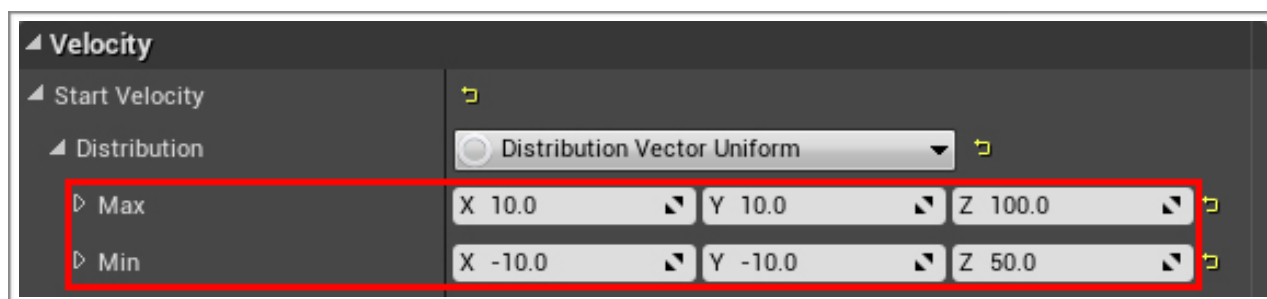 Velocity
Start Velocity
Distribution Distribution Vector Uniform
Max X 10.0 Y 10.0 Z 100.0
Min X -10.0 Y -10.0 Z 50.0